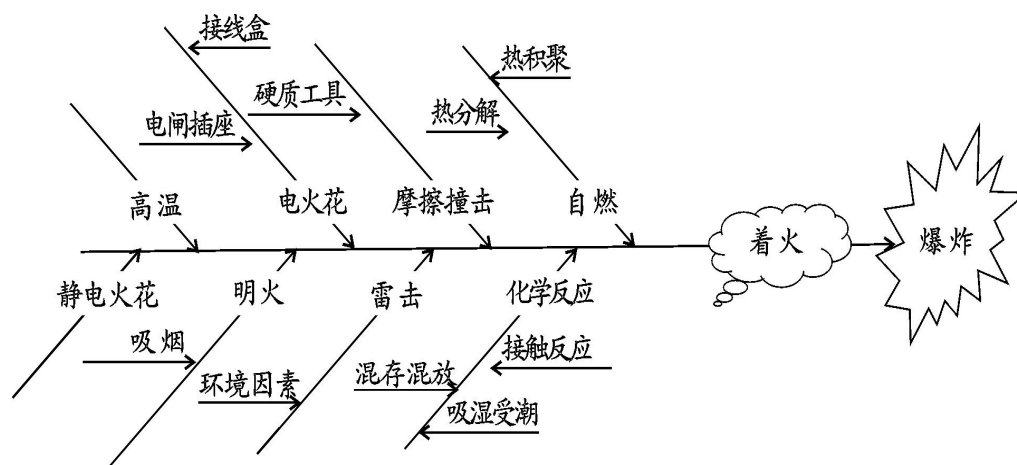 接线盒
硬质工具
热积聚
电闸插座
热分解
高温
电火花
摩擦撞击
自燃
着火
爆炸
静电火花
明火
雷击
化学反应
吸烟
环境因素
混存混放
接触反应
吸湿受潮